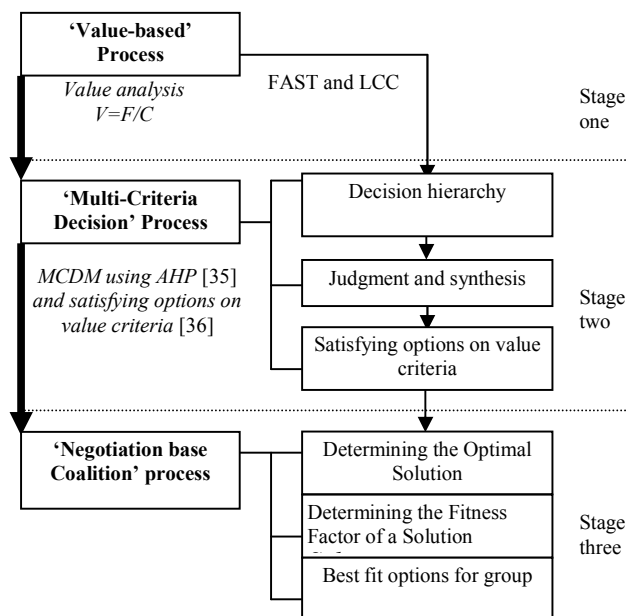 ‘Value-based’
Process
Value analysis
V=F/C
FAST and LCC
Stage
one
‘Multi-Criteria
Decision’ Process
Decision hierarchy
MCDM using AHP [35]
and satisfying options on
value criteria [36]
Judgment and synthesis
Satisfying options on value
criteria
Stage
two
‘Negotiation base
Coalition’ process
Determining the Optimal
Solution
Determining the Fitness
Factor of a Solution
Best fit options for group
Stage
three